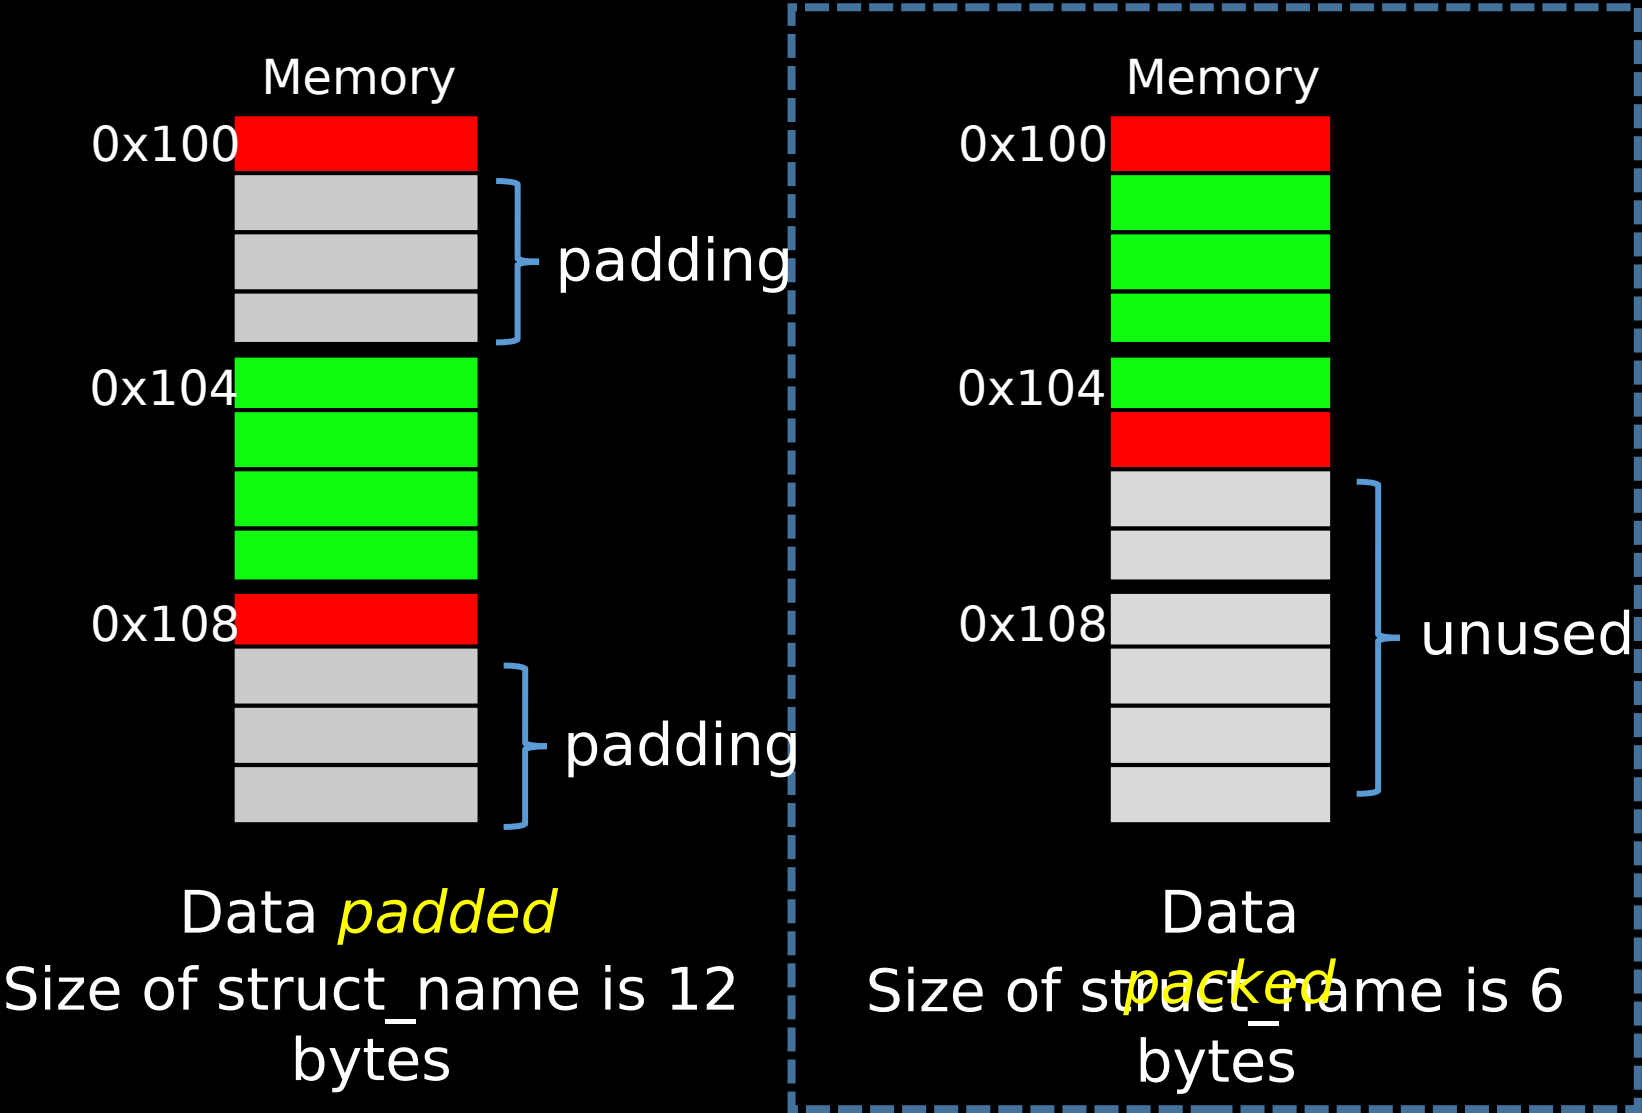 Memory
0x100
padding
0x104
0x108
padding
Data padded
Size of struct_name is 12
bytes
Memory
0x100
0x104
0x108
unused
Data
packed
Size of struct_name is 6
bytes